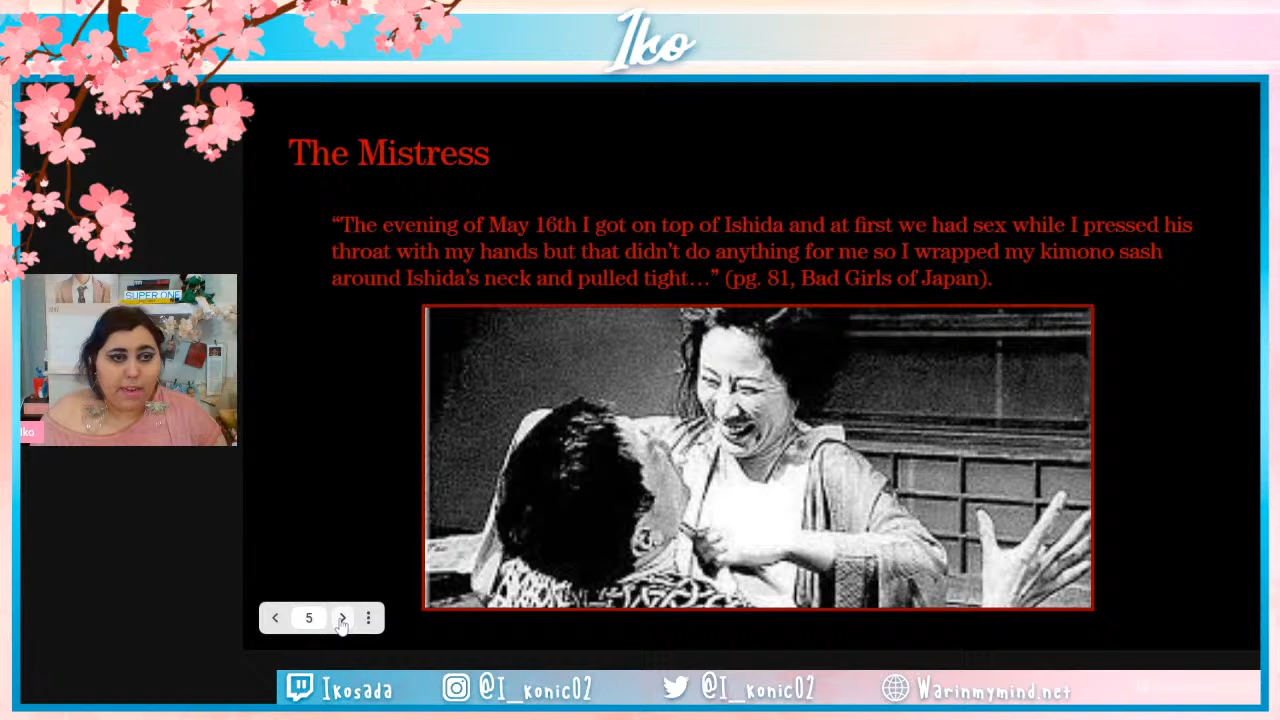 Iko
The Mistress
“The evening of May 16th I got on top of Ishida and at first we had sex while I pressed his
throat with my hands but that didn’t do anything for me so I wrapped my kimono sash
around Ishida’s neck and pulled tight…” (pg. 81, Bad Girls of Japan).
SUPER ONE
Iko
5
Ikosada
@I_konic02
@I_konic02
Warinmymind.net